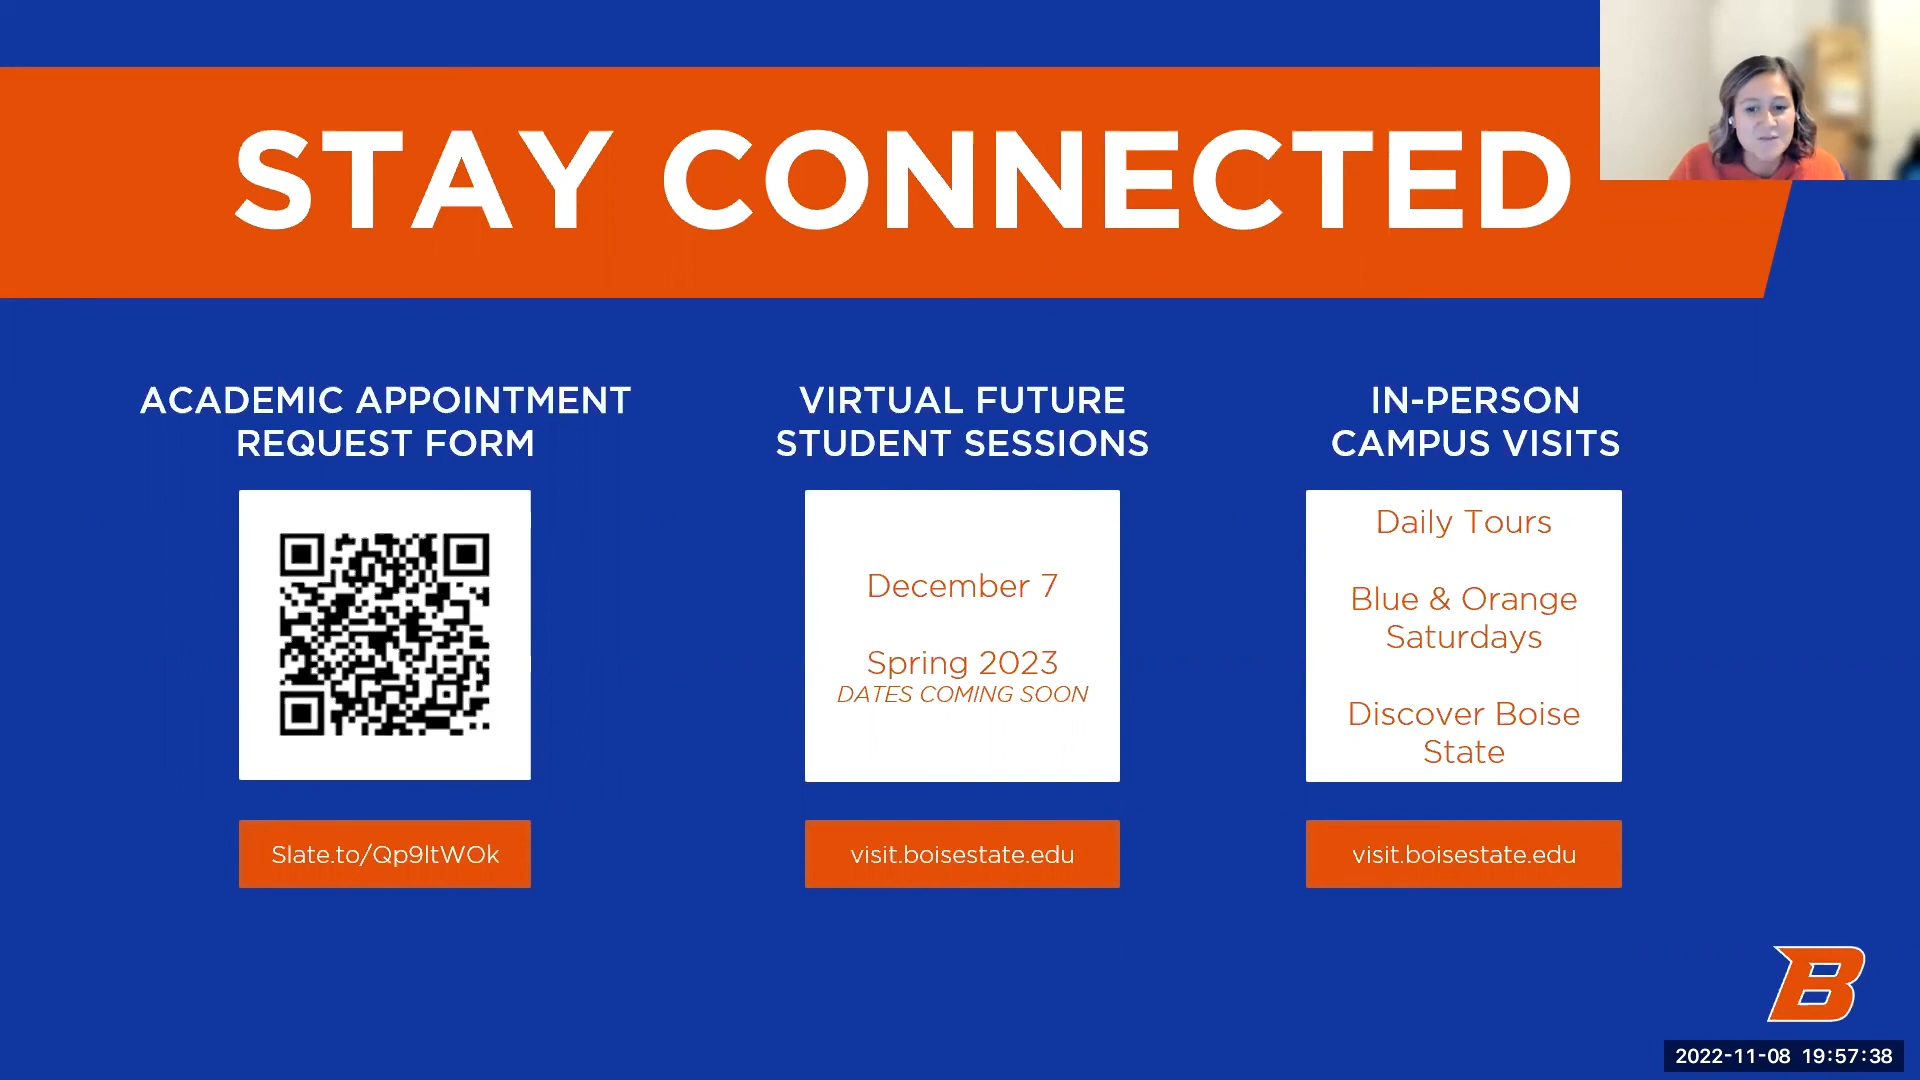 STAY CONNECTED
ACADEMIC APPOINTMENT
REQUEST FORM
Slate.to/Qp9ltWOk
VIRTUAL FUTURE
STUDENT SESSIONS
December 7
Spring 2023
DATES COMING SOON
visit.boisestate.edu
IN-PERSON
CAMPUS VISITS
Daily Tours
Blue & Orange
Saturdays
Discover Boise
State
visit.boisestate.edu
B
2022-11-08 19:57:38